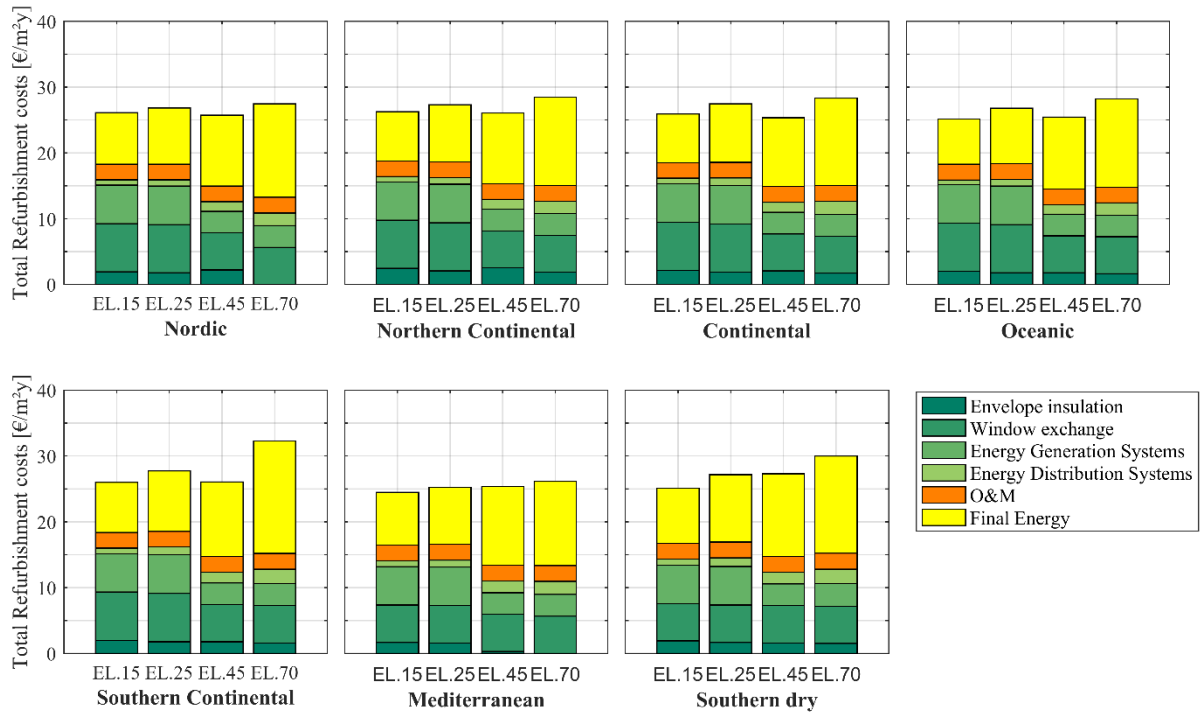 Total Refurbishment costs [€/m²y]
40
30
20
10
0
EL.15 EL.25 EL.45 EL.70
Nordic
EL.15 EL.25 EL.45 EL.70
Northern Continental
EL.15 EL.25 EL.45 EL.70
Continental
EL.15 EL.25 EL.45 EL.70
Oceanic
Total Refurbishment costs [€/m²y]
40
30
20
10
0
EL.15 EL.25 EL.45 EL.70
Southern Continental
EL.15 EL.25 EL.45 EL.70
Mediterranean
EL.15 EL.25 EL.45 EL.70
Southern dry
Envelope insulation
Window exchange
Energy Generation Systems
Energy Distribution Systems
O&M
Final Energy